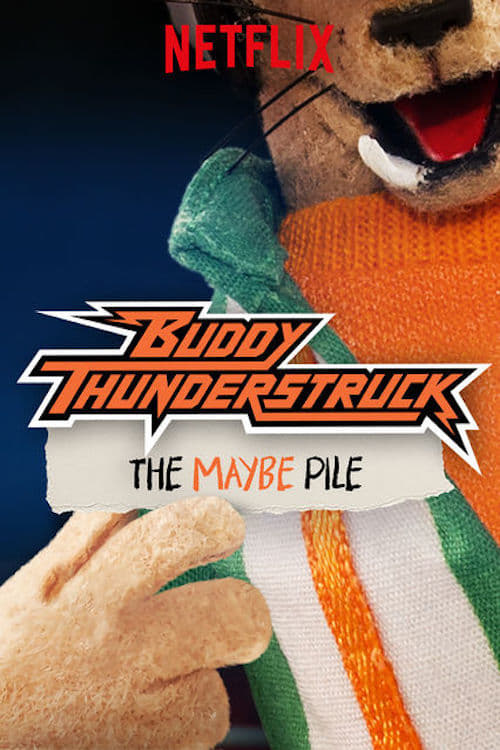 NETFLIX
BUDDY
THUNDERSTRUCK
THE MAYBE PILE